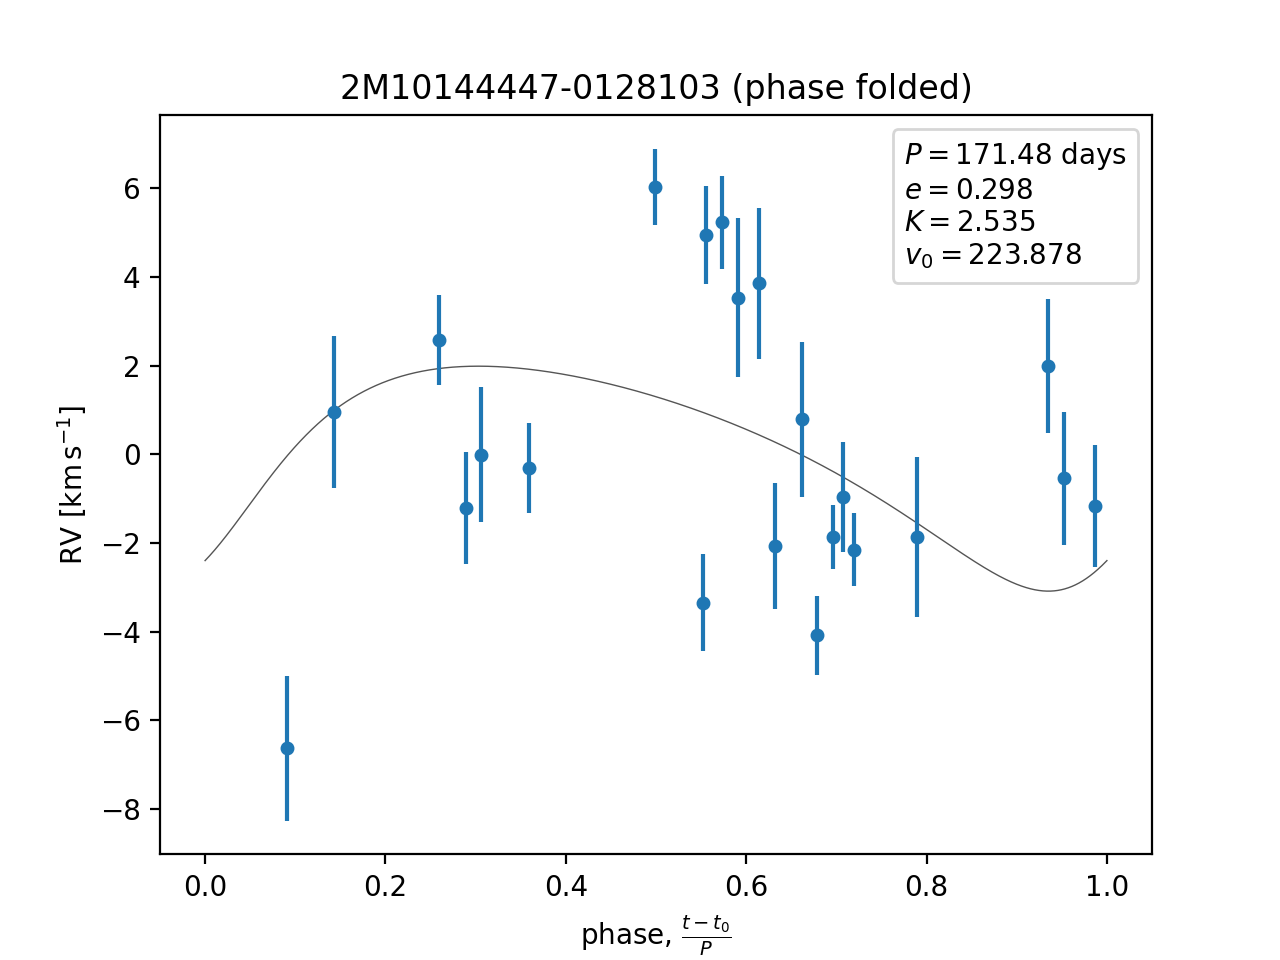 2M10144447-0128103 (phase folded)
P = 171.48 days
e = 0.298
K = 2.535
v₀ = 223.878
RV [km s⁻¹]
6
4
2
0
−2
−4
−6
−8
0.0 0.2 0.4 0.6 0.8 1.0
phase, (t − t₀)/P